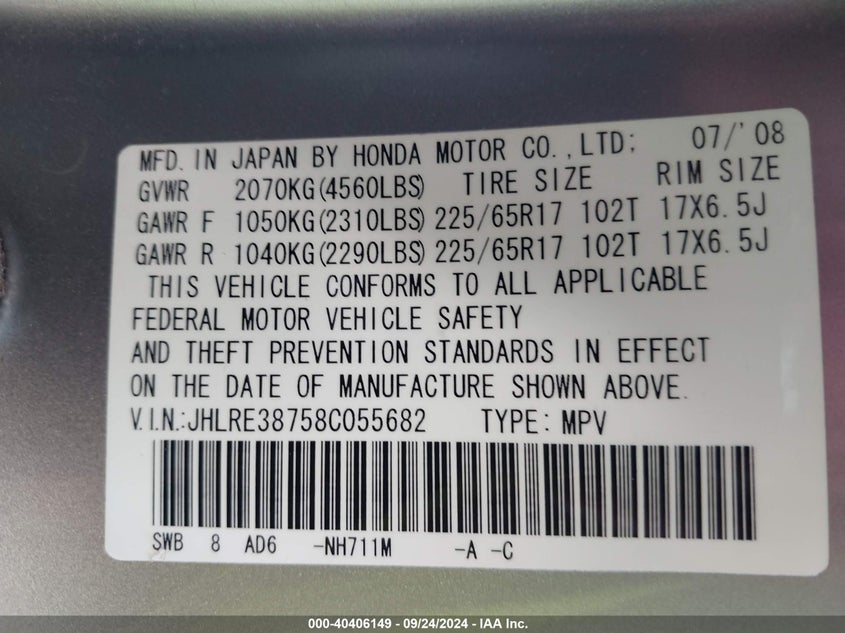 MFD. IN JAPAN BY HONDA MOTOR CO., LTD; 07/'08
GVWR 2070KG(4560LBS) TIRE SIZE RIM SIZE
GAWR F 1050KG(2310LBS) 225/65R17 102T 17X6.5J
GAWR R 1040KG(2290LBS) 225/65R17 102T 17X6.5J
THIS VEHICLE CONFORMS TO ALL APPLICABLE
FEDERAL MOTOR VEHICLE SAFETY
AND THEFT PREVENTION STANDARDS IN EFFECT
ON THE DATE OF MANUFACTURE SHOWN ABOVE.
V.I.N.:JHLRE38758C055682 TYPE: MPV
SWB 8 AD6 -NH711M -A -C
000-40406149 - 09/24/2024 - IAAI Inc.